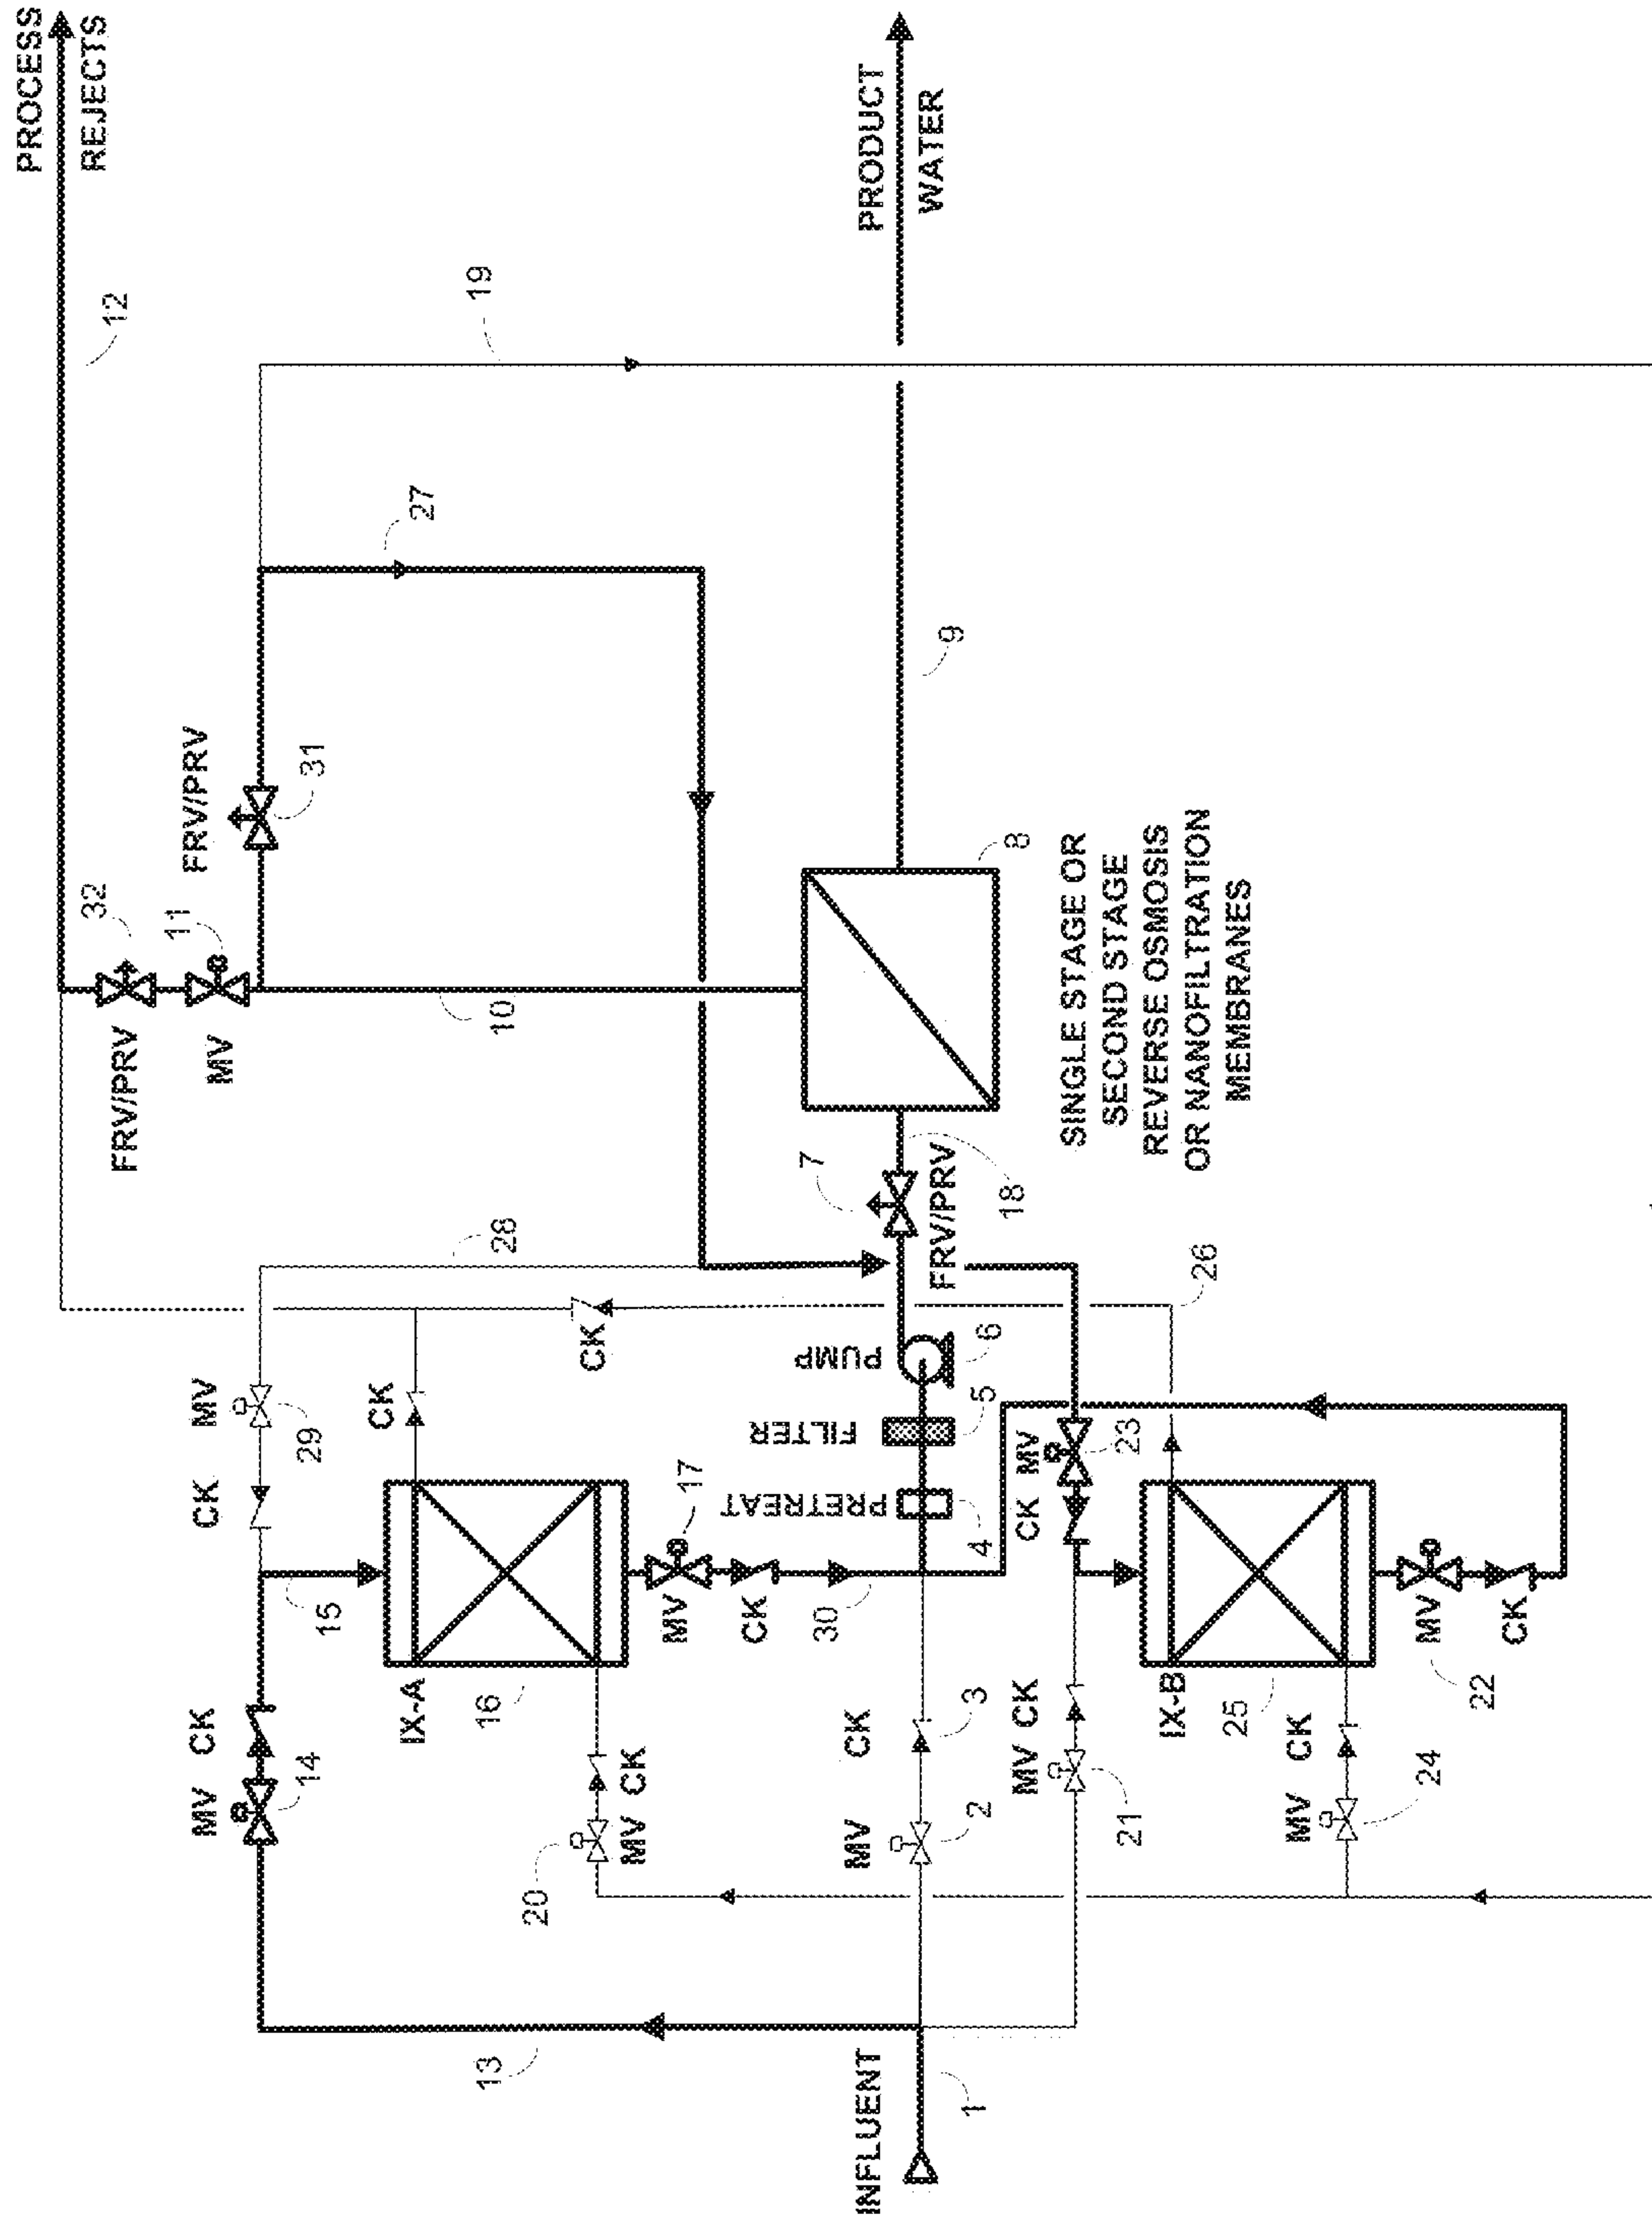 PROCESS
REJECTS
12
32
FRV/PRV
11
MV
FRV/PRV
31
MV
CK
14
CK
MV
29
15
28
27
19
IX-A
CK
16
13
20
MV
CK
10
CK
MV
17
CK
30
PRETREAT
FILTER
PUMP
7
INFLUENT
1
MV
CK
2
3
4
5
6
FRV/PRV
18
8
9
PRODUCT
WATER
MV
CK
21
CK
MV
23
SINGLE STAGE OR
SECOND STAGE
REVERSE OSMOSIS
OR NANOFILTRATION
MEMBRANES
IX-B
26
25
MV
CK
24
MV
22
CK